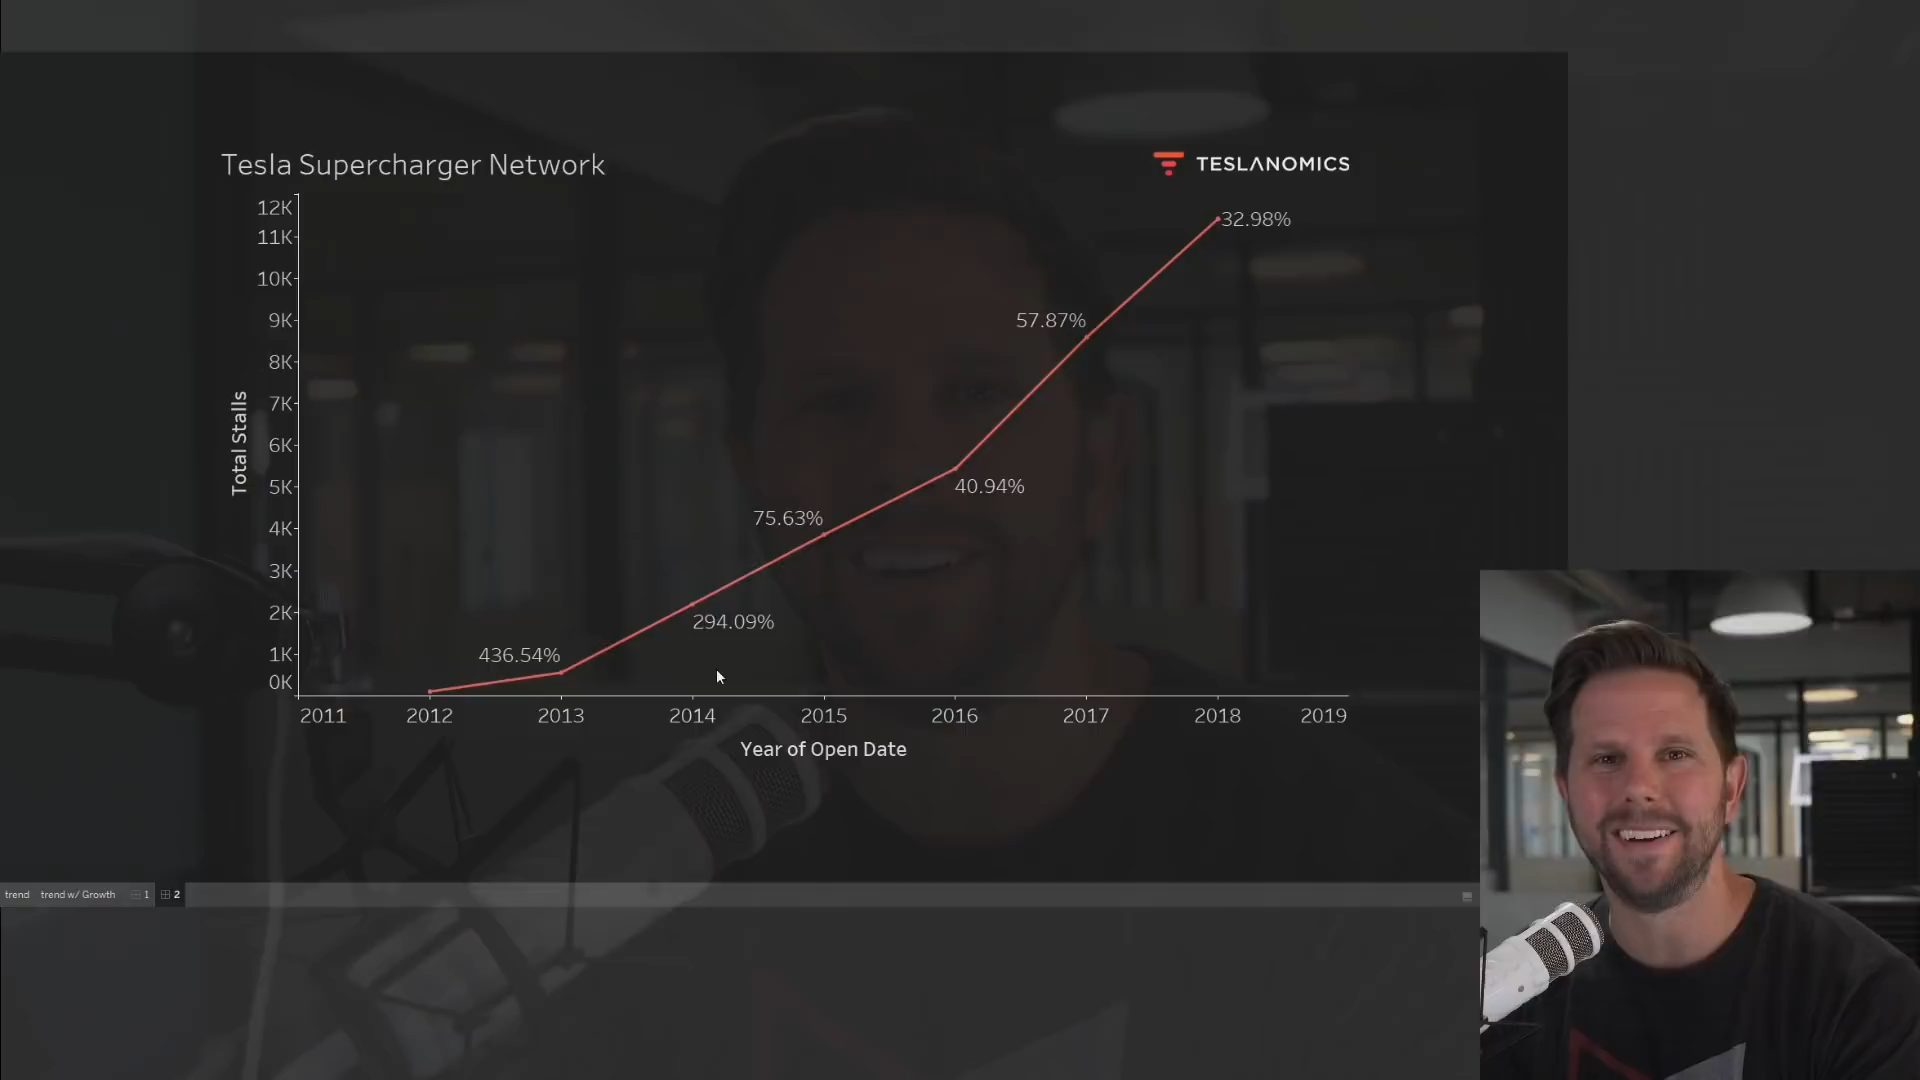 Tesla Supercharger Network
TESLANOMICS
12K
11K
10K
9K
8K
7K
6K
5K
4K
3K
2K
1K
0K
Total Stalls
32.98%
57.87%
40.94%
75.63%
294.09%
436.54%
2011 2012 2013 2014 2015 2016 2017 2018 2019
Year of Open Date
trend trend w/ Growth 1 2